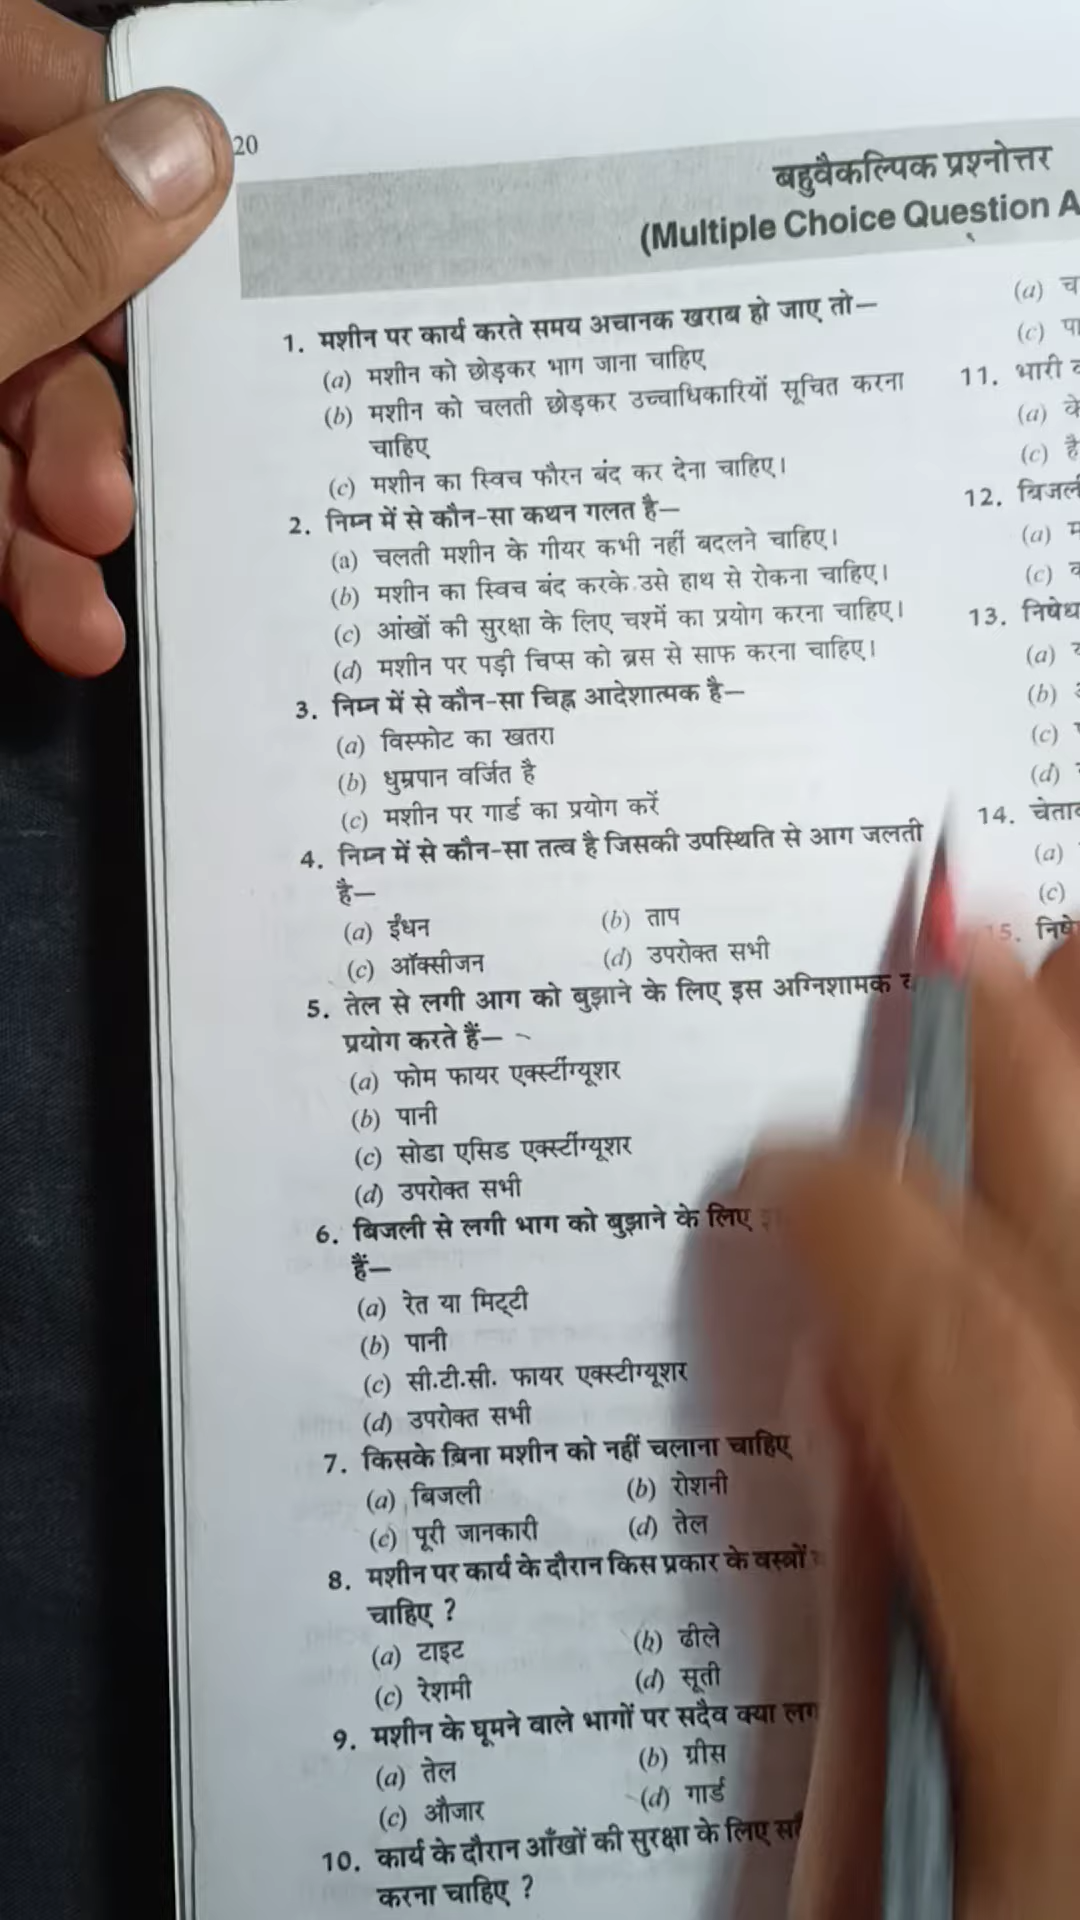 20
बहुवैकल्पिक प्रश्नोत्तर
(Multiple Choice Question A
1. मशीन पर कार्य करते समय अचानक खराब हो जाए तो—
(a) मशीन को छोड़कर भाग जाना चाहिए
(b) मशीन को चलती छोड़कर उच्चाधिकारियों सूचित करना
चाहिए
(c) मशीन का स्विच फौरन बंद कर देना चाहिए।
2. निम्न में से कौन-सा कथन गलत है—
(a) चलती मशीन के गीयर कभी नहीं बदलने चाहिए।
(b) मशीन का स्विच बंद करके उसे हाथ से रोकना चाहिए।
(c) आंखों की सुरक्षा के लिए चश्में का प्रयोग करना चाहिए।
(d) मशीन पर पड़ी चिप्स को ब्रस से साफ करना चाहिए।
3. निम्न में से कौन-सा चिह्न आदेशात्मक है—
(a) विस्फोट का खतरा
(b) धुम्रपान वर्जित है
(c) मशीन पर गार्ड का प्रयोग करें
4. निम्न में से कौन-सा तत्व है जिसकी उपस्थिति से आग जलती
है—
(a) ईंधन (b) ताप
(c) ऑक्सीजन (d) उपरोक्त सभी
5. तेल से लगी आग को बुझाने के लिए इस अग्निशामक
प्रयोग करते हैं—
(a) फोम फायर एक्स्टींग्यूशर
(b) पानी
(c) सोडा एसिड एक्स्टींग्यूशर
(d) उपरोक्त सभी
6. बिजली से लगी भाग को बुझाने के लिए
हैं—
(a) रेत या मिट्टी
(b) पानी
(c) सी.टी.सी. फायर एक्स्टीग्यूशर
(d) उपरोक्त सभी
7. किसके बिना मशीन को नहीं चलाना चाहिए
(a) बिजली (b) रोशनी
(c) पूरी जानकारी (d) तेल
8. मशीन पर कार्य के दौरान किस प्रकार के वस्त्रों
चाहिए ?
(a) टाइट (b) ढीले
(c) रेशमी (d) सूती
9. मशीन के घूमने वाले भागों पर सदैव क्या
(a) तेल (b) ग्रीस
(c) औजार (d) गार्ड
10. कार्य के दौरान आँखों की सुरक्षा के लिए
करना चाहिए ?
(a)
(c)
11. भारी
(a)
(c)
12.
(a)
(c)
13.
(a)
(b)
(c)
(d)
14.
(a)
(c)